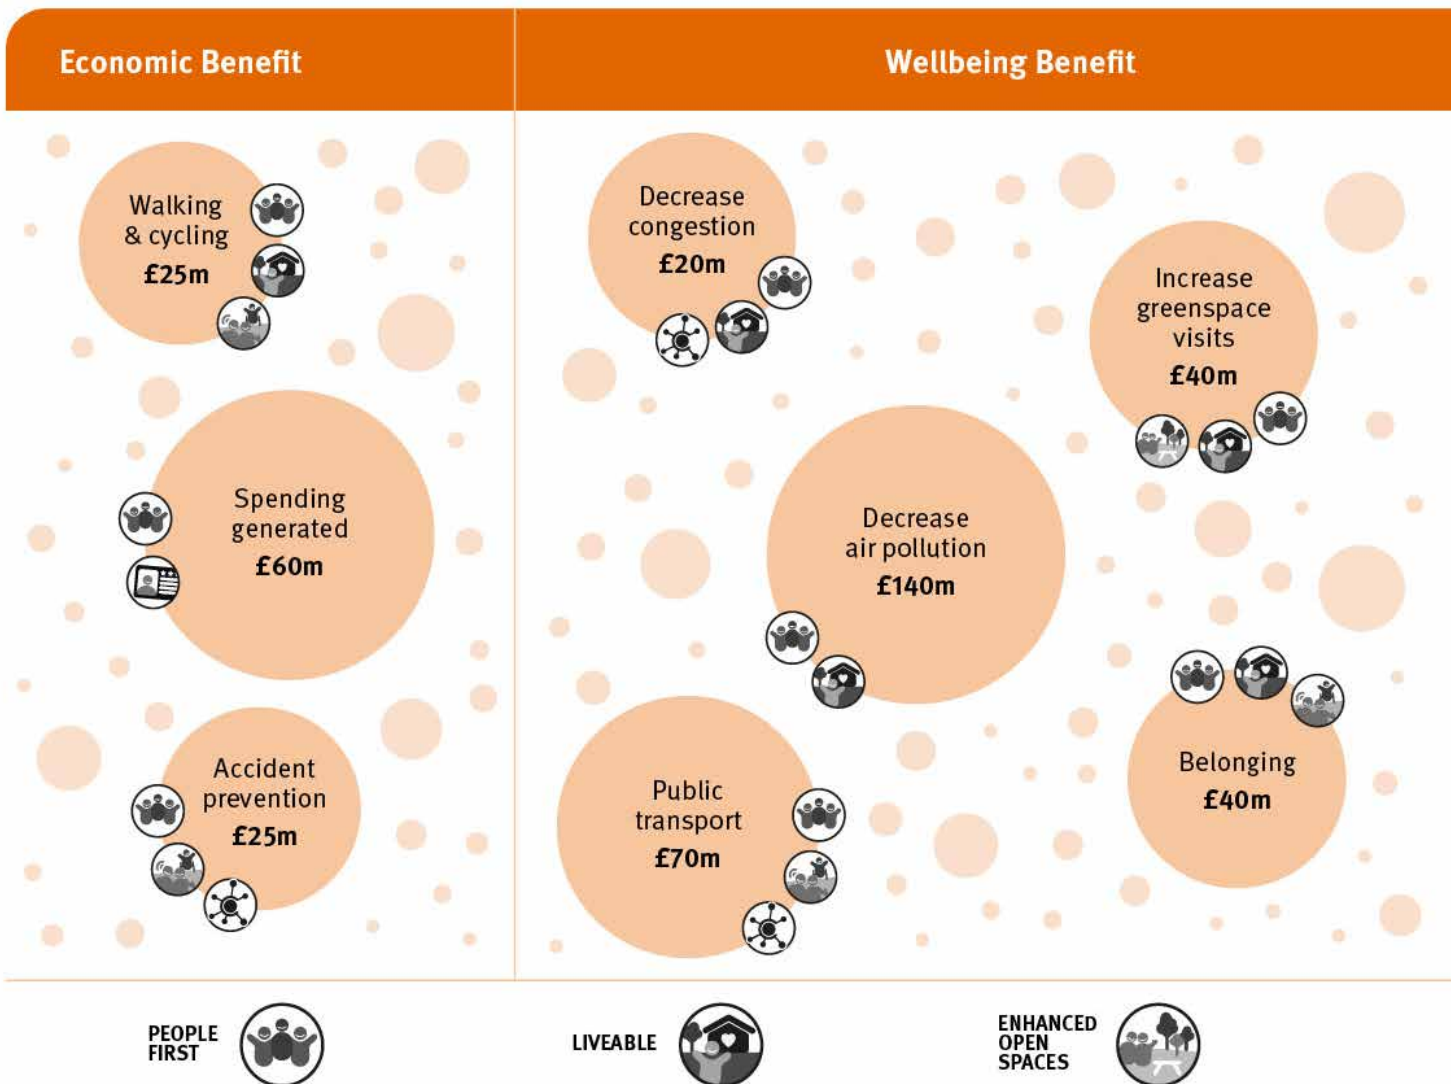 Economic Benefit
Wellbeing Benefit
Walking
& cycling
£25m
Spending
generated
£60m
Accident
prevention
£25m
Decrease
congestion
£20m
Increase
greenspace
visits
£40m
Decrease
air pollution
£140m
Public
transport
£70m
Belonging
£40m
PEOPLE
FIRST
LIVEABLE
ENHANCED
OPEN
SPACES